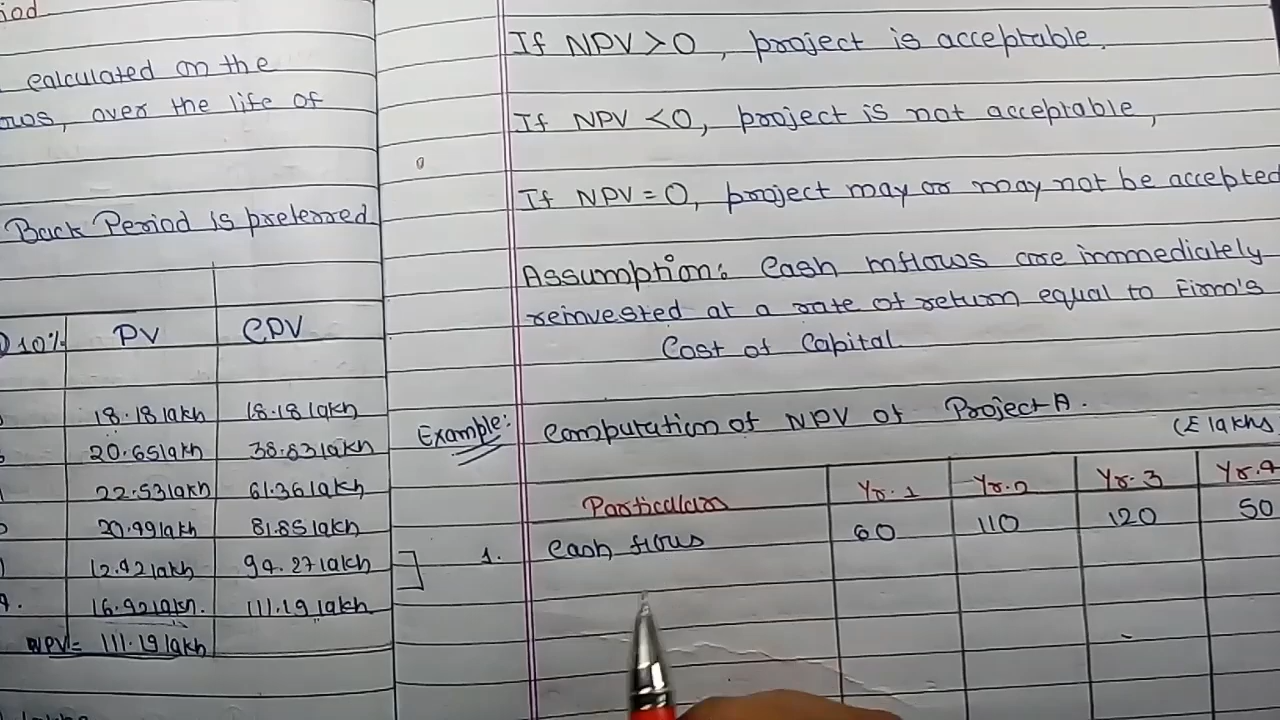 iod
calculated on the
ows, over the life of
Back Period is preferred
10% PV CPV
18.18 lakh 18.18 lakh
20.65 lakh 38.83 lakh
22.53 lakh 61.36 lakh
20.49 lakh 81.85 lakh
12.42 lakh 94.27 lakh
16.92 lakh. 111.19 lakh
NPV= 111.19 lakh
If NPV > 0, project is acceptable.
If NPV < 0, project is not acceptable,
If NPV = 0, project may or may not be accepted
Assumption: Cash inflows are immediately
reinvested at a rate of return equal to Firm's
Cost of Capital
Example: Computation of NPV of Project A.
(₹ lakhs
Particulars Yr. 1 Yr. 2 Yr. 3 Yr. 4
1. Cash flows 60 110 120 50